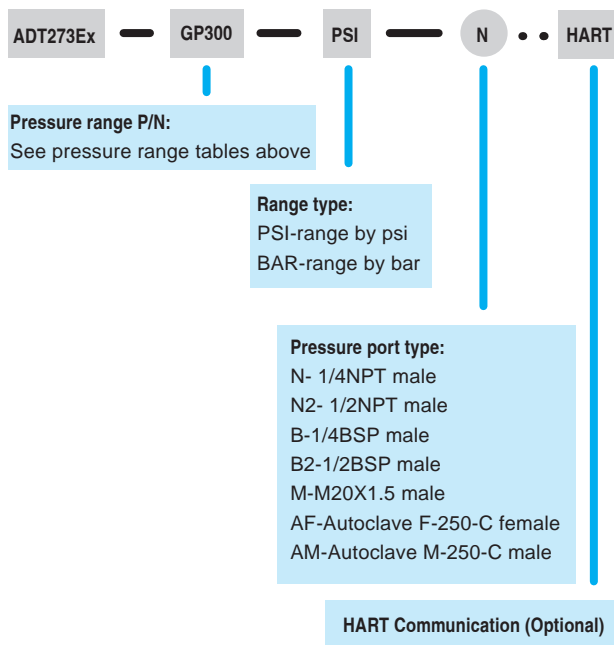 ADT273Ex — GP300 — PSI — N •• HART
Pressure range P/N:
See pressure range tables above
Range type:
PSI-range by psi
BAR-range by bar
Pressure port type:
N- 1/4NPT male
N2- 1/2NPT male
B-1/4BSP male
B2-1/2BSP male
M-M20X1.5 male
AF-Autoclave F-250-C female
AM-Autoclave M-250-C male
HART Communication (Optional)